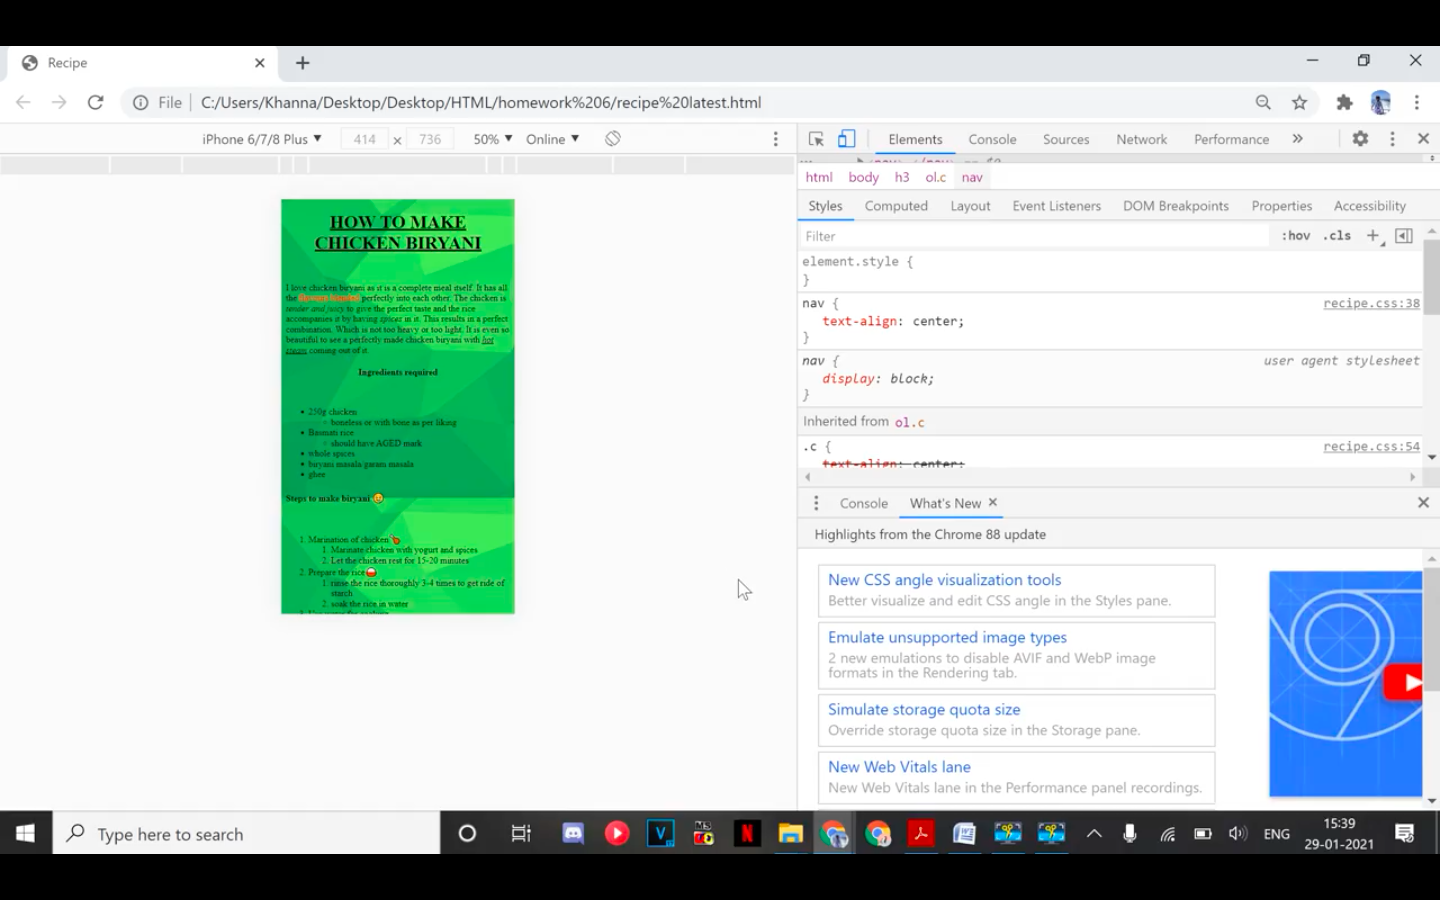 Recipe
File
C:/Users/Khanna/Desktop/Desktop/HTML/homework%206/recipe%20latest.html
iPhone 6/7/8 Plus 414 x 736 50% Online
Elements Console Sources Network Performance »
html body h3 ol.c nav
Styles Computed Layout Event Listeners DOM Breakpoints Properties Accessibility
Filter :hov .cls +
element.style {
}
nav { recipe.css:38
text-align: center;
}
nav { user agent stylesheet
display: block;
}
Inherited from ol.c
.c { recipe.css:54
text-align: center;
HOW TO MAKE
CHICKEN BIRYANI
I love chicken biryani as it is a complete meal itself. It has all
the perfectly into each other. The chicken is
tender and juicy to give the perfect taste and the rice
accompanies it by having spices in it. This results in a perfect
combination. Which is not too heavy or too light. It is even so
beautiful to see a perfectly made chicken biryani with hot
steam coming out of it.
Ingredients required
250g chicken
boneless or with bone as per liking
Basmati rice
should have AGED mark
whole spices
biryani masala/garam masala
ghee
Steps to make biryani
1. Marination of chicken
1. Marinate chicken with yogurt and spices
2. Let the chicken rest for 15-20 minutes
2. Prepare the rice
1. rinse the rice thoroughly 3-4 times to get ride of
starch
2. soak the rice in water
Console What's New
Highlights from the Chrome 88 update
New CSS angle visualization tools
Better visualize and edit CSS angle in the Styles pane.
Emulate unsupported image types
2 new emulations to disable AVIF and WebP image
formats in the Rendering tab.
Simulate storage quota size
Override storage quota size in the Storage pane.
New Web Vitals lane
New Web Vitals lane in the Performance panel recordings.
Type here to search
ENG
15:39
29-01-2021